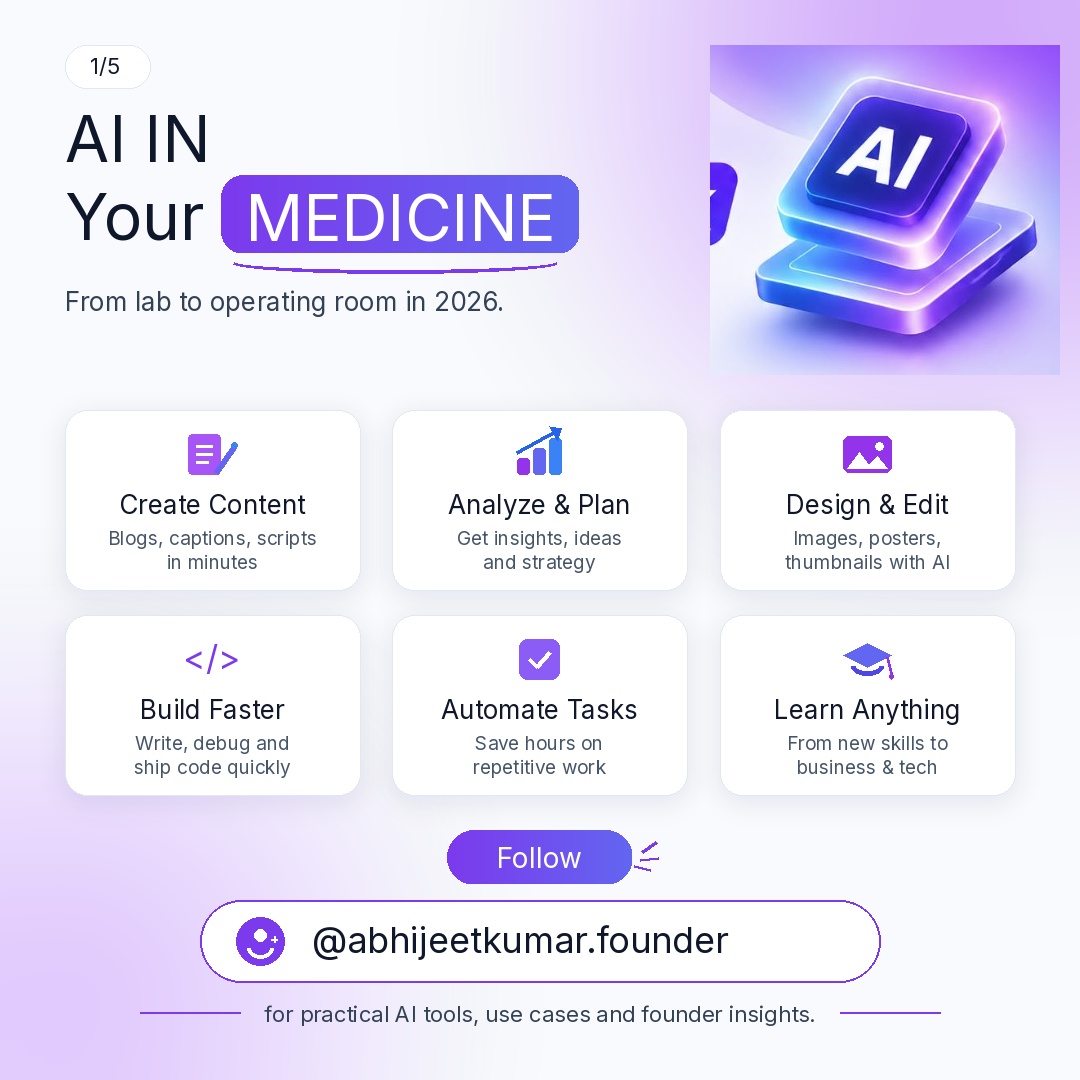 1/5
AI IN
Your MEDICINE
From lab to operating room in 2026.
AI
Create Content
Blogs, captions, scripts
in minutes
Analyze & Plan
Get insights, ideas
and strategy
Design & Edit
Images, posters,
thumbnails with AI
</>
Build Faster
Write, debug and
ship code quickly
Automate Tasks
Save hours on
repetitive work
Learn Anything
From new skills to
business & tech
Follow
@abhijeetkumar.founder
for practical AI tools, use cases and founder insights.